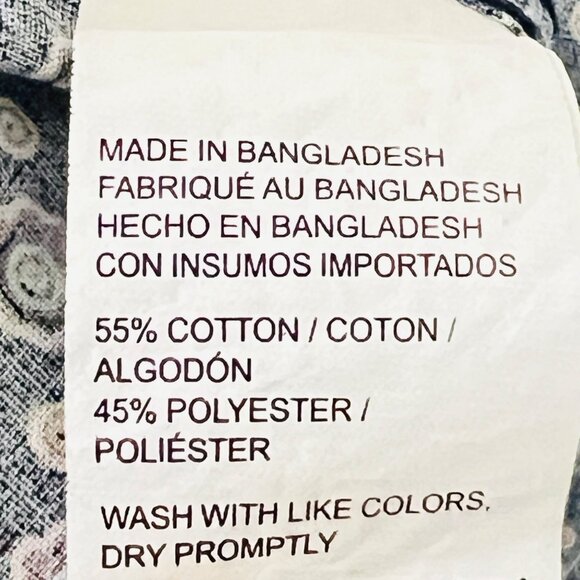 MADE IN BANGLADESH
FABRIQUÉ AU BANGLADESH
HECHO EN BANGLADESH
CON INSUMOS IMPORTADOS
55% COTTON / COTON /
ALGODÓN
45% POLYESTER /
POLIÉSTER
WASH WITH LIKE COLORS.
DRY PROMPTLY